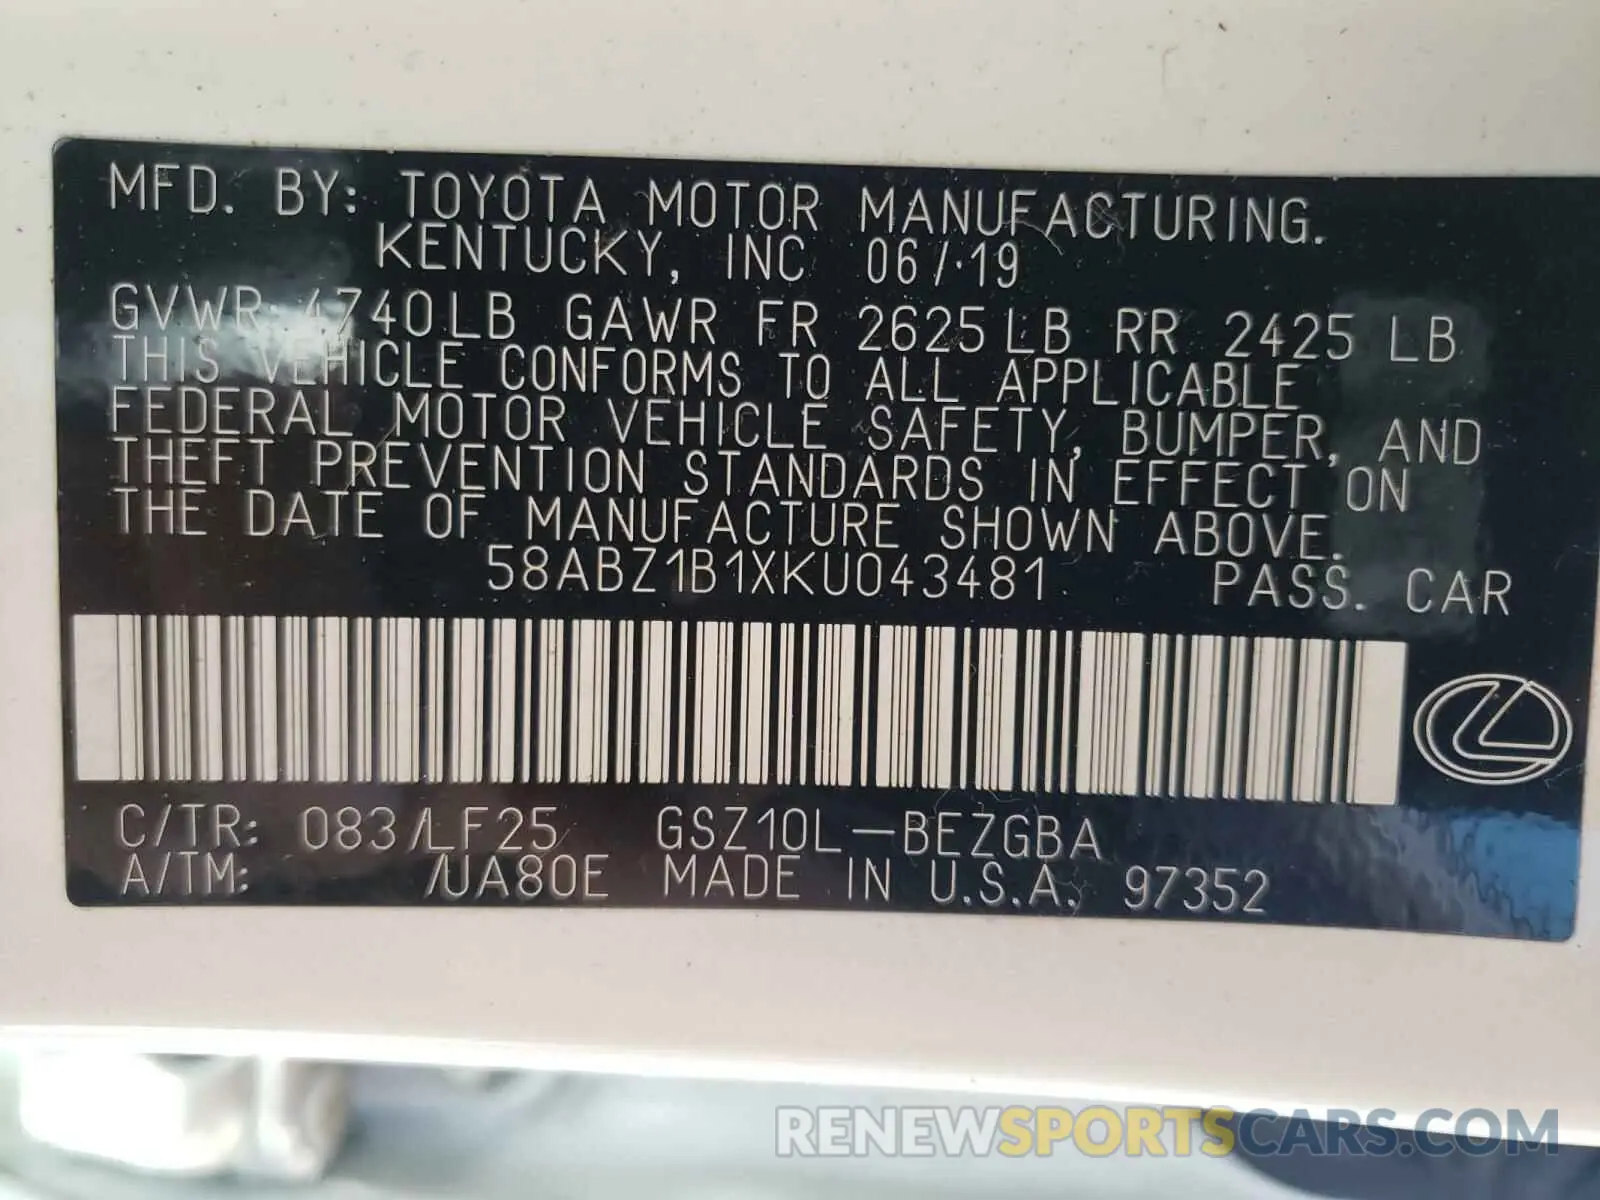 MFD. BY: TOYOTA MOTOR MANUFACTURING.
KENTUCKY, INC 06/19
GVWR 4740LB GAWR FR 2625 LB RR 2425 LB
THIS VEHICLE CONFORMS TO ALL APPLICABLE
FEDERAL MOTOR VEHICLE SAFETY, BUMPER, AND
THEFT PREVENTION STANDARDS IN EFFECT ON
THE DATE OF MANUFACTURE SHOWN ABOVE.
58ABZ1B1XKU043481 PASS. CAR
C/TR: 083/LF25 GSZ10L-BEZGBA
A/TM: /UA80E MADE IN U.S.A. 97352
RENEWSPORTSCARS.COM